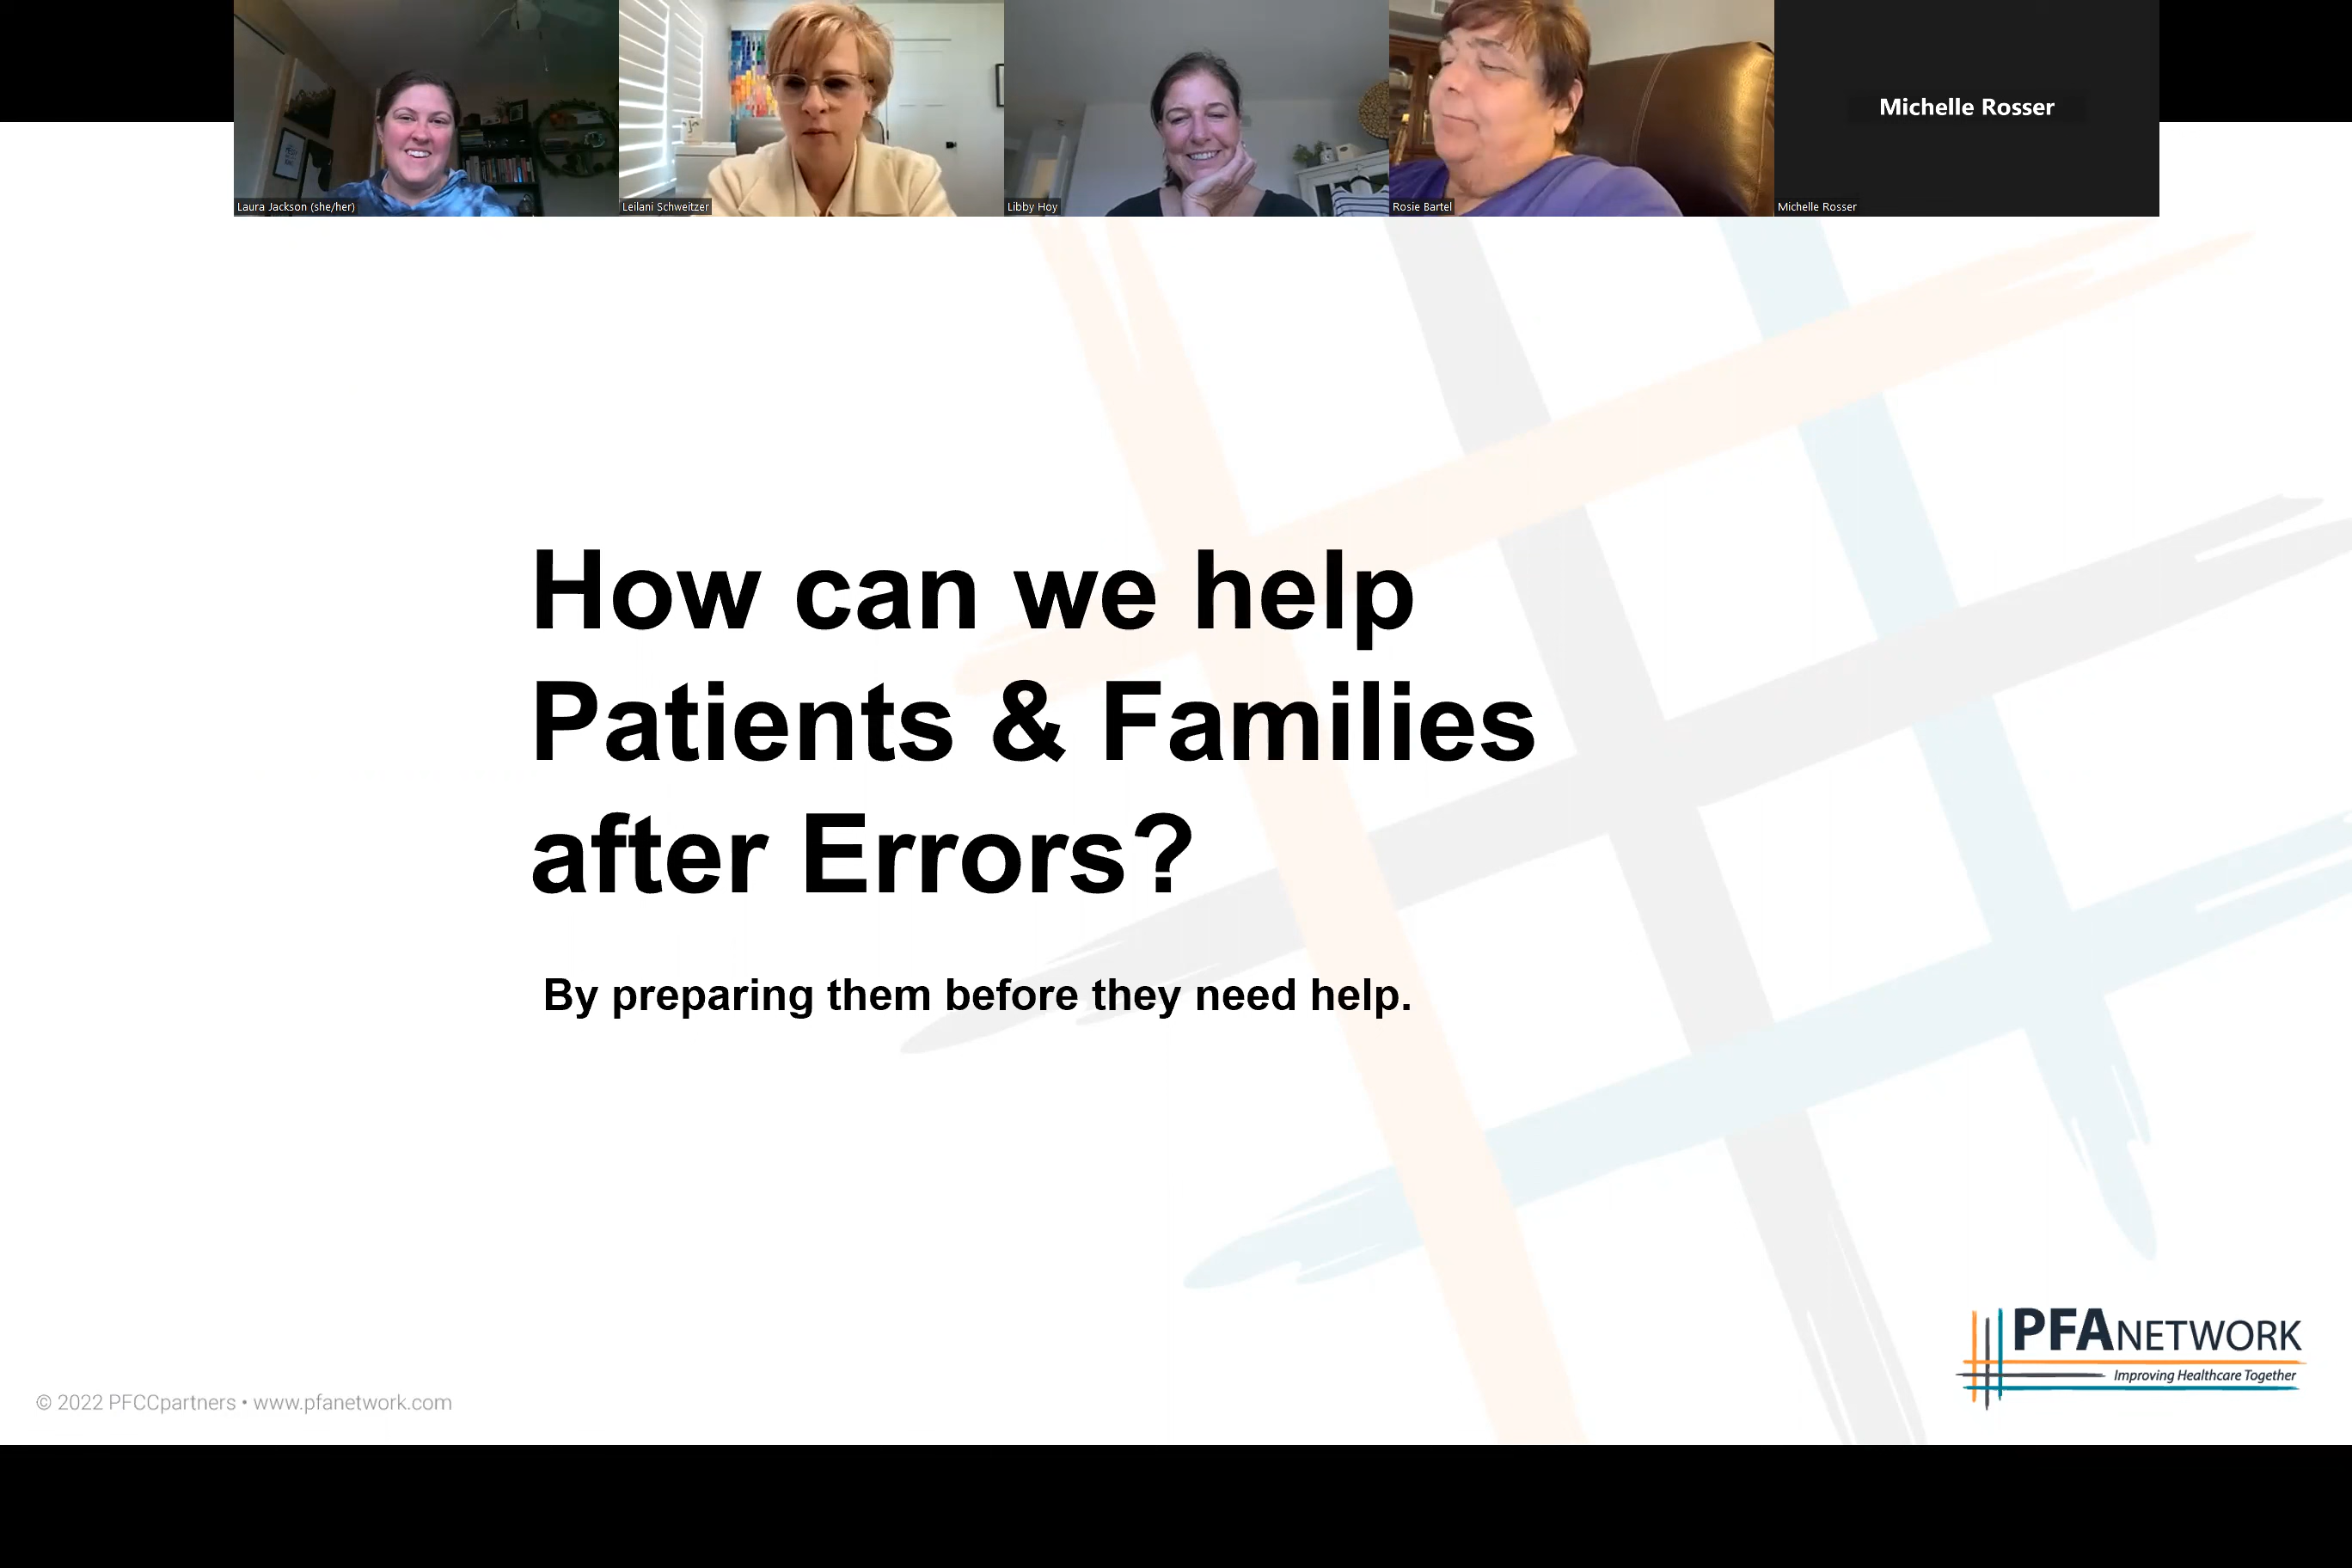 Michelle Rosser
Laura Jackson (she/her)
Leilani Schweitzer
Libby Hoy
Rosie Bartel
Michelle Rosser
How can we help
Patients & Families
after Errors?
By preparing them before they need help.
PFANETWORK
Improving Healthcare Together
© 2022 PFCCpartners • www.pfanetwork.com